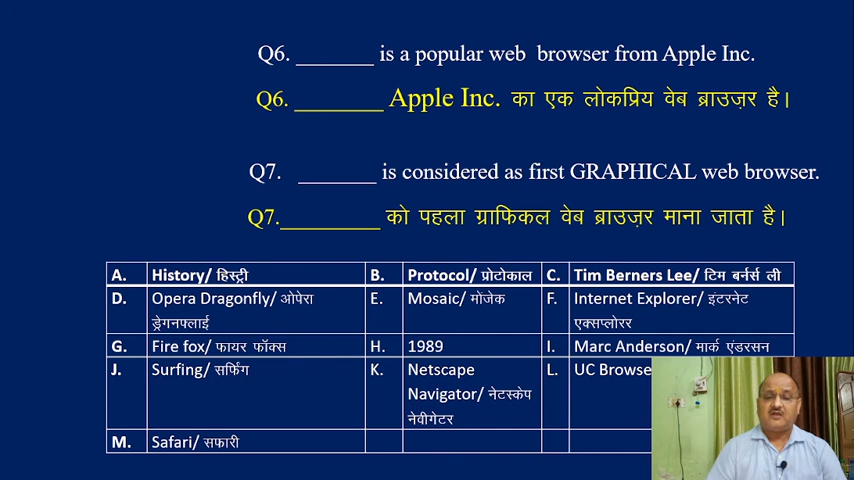 Q6. _______ is a popular web browser from Apple Inc.
Q6. ________ Apple Inc. का एक लोकप्रिय वेब ब्राउज़र है।
Q7. _______ is considered as first GRAPHICAL web browser.
Q7._________ को पहला ग्राफिकल वेब ब्राउज़र माना जाता है।
A. History/ हिस्ट्री B. Protocol/ प्रोटोकाल C. Tim Berners Lee/ टिम बर्नर्स ली
D. Opera Dragonfly/ ओपेरा E. Mosaic/ मोंजेक F. Internet Explorer/ इंटरनेट
ड्रेगनफ्लाई एक्सप्लोरर
G. Fire fox/ फायर फॉक्स H. 1989 I. Marc Anderson/ मार्क एंडरसन
J. Surfing/ सर्फिंग K. Netscape L. UC Browse
Navigator/ नेटस्केप
नेवीगेटर
M. Safari/ सफारी